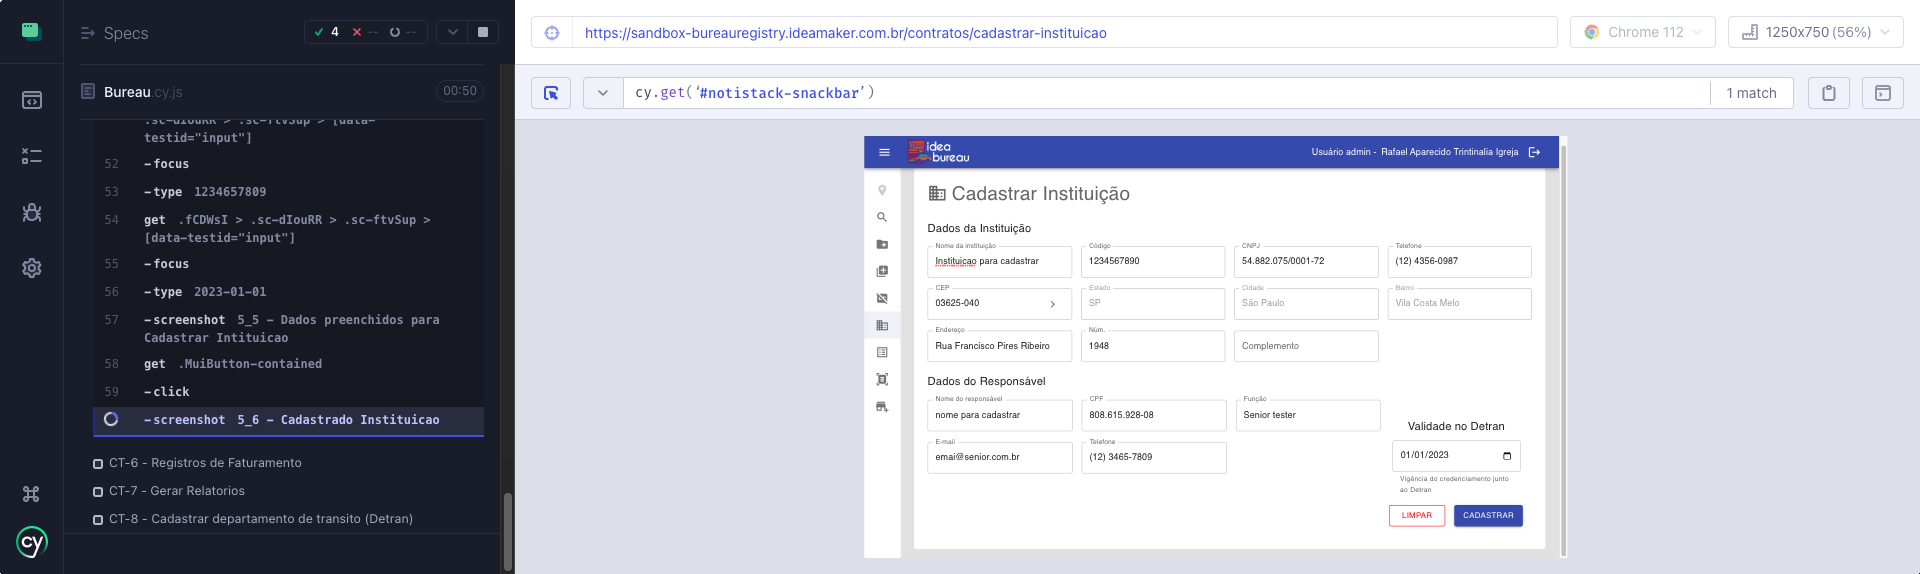 Specs
4
--
--
https://sandbox-bureauregistry.ideamaker.com.br/contratos/cadastrar-instituicao
Chrome 112
1250x750 (56%)
Bureau.cy.js
00:50
cy.get('#notistack-snackbar')
1 match
.sc-dIouRR > .sc-ftvSup > [data-
testid="input"]
52 -focus
53 -type 1234657809
54 get .fCDWsI > .sc-dIouRR > .sc-ftvSup >
[data-testid="input"]
55 -focus
56 -type 2023-01-01
57 -screenshot 5_5 - Dados preenchidos para
Cadastrar Intituicao
58 get .MuiButton-contained
59 -click
-screenshot 5_6 - Cadastrado Instituicao
CT-6 - Registros de Faturamento
CT-7 - Gerar Relatorios
CT-8 - Cadastrar departamento de transito (Detran)
cy
idea
bureau
Usuário admin - Rafael Aparecido Trintinalia Igreja
Cadastrar Instituição
Dados da Instituição
Nome da instituição
Instituicao para cadastrar
Código
1234567890
CNPJ
54.882.075/0001-72
Telefone
(12) 4356-0987
CEP
03625-040
Estado
SP
Cidade
São Paulo
Bairro
Vila Costa Melo
Endereço
Rua Francisco Pires Ribeiro
Núm.
1948
Complemento
Dados do Responsável
Nome do responsável
nome para cadastrar
CPF
808.615.928-08
Função
Senior tester
E-mail
emai@senior.com.br
Telefone
(12) 3465-7809
Validade no Detran
01/01/2023
Vigência do credenciamento junto
ao Detran
LIMPAR
CADASTRAR